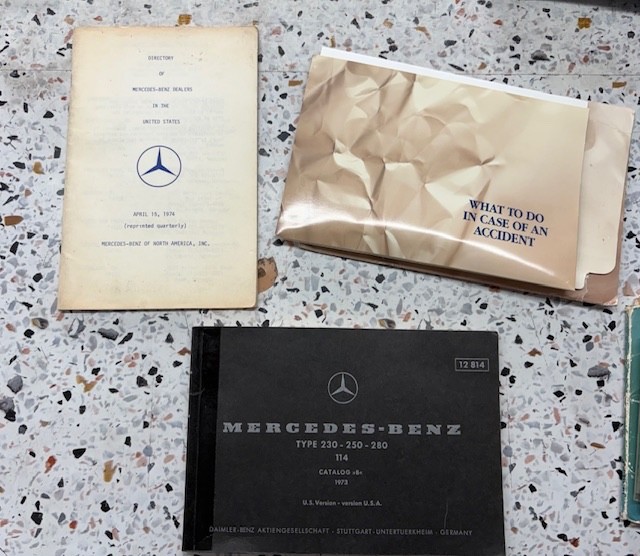 DIRECTORY
OF
MERCEDES-BENZ DEALERS
IN THE
UNITED STATES
APRIL 15, 1974
(reprinted quarterly)
MERCEDES-BENZ OF NORTH AMERICA, INC.
WHAT TO DO
IN CASE OF AN
ACCIDENT
12 814
MERCEDES-BENZ
TYPE 230 - 250 - 280
114
CATALOG »B«
1973
U.S. Version - version U.S.A.
DAIMLER-BENZ AKTIENGESELLSCHAFT - STUTTGART-UNTERTUERKHEIM - GERMANY